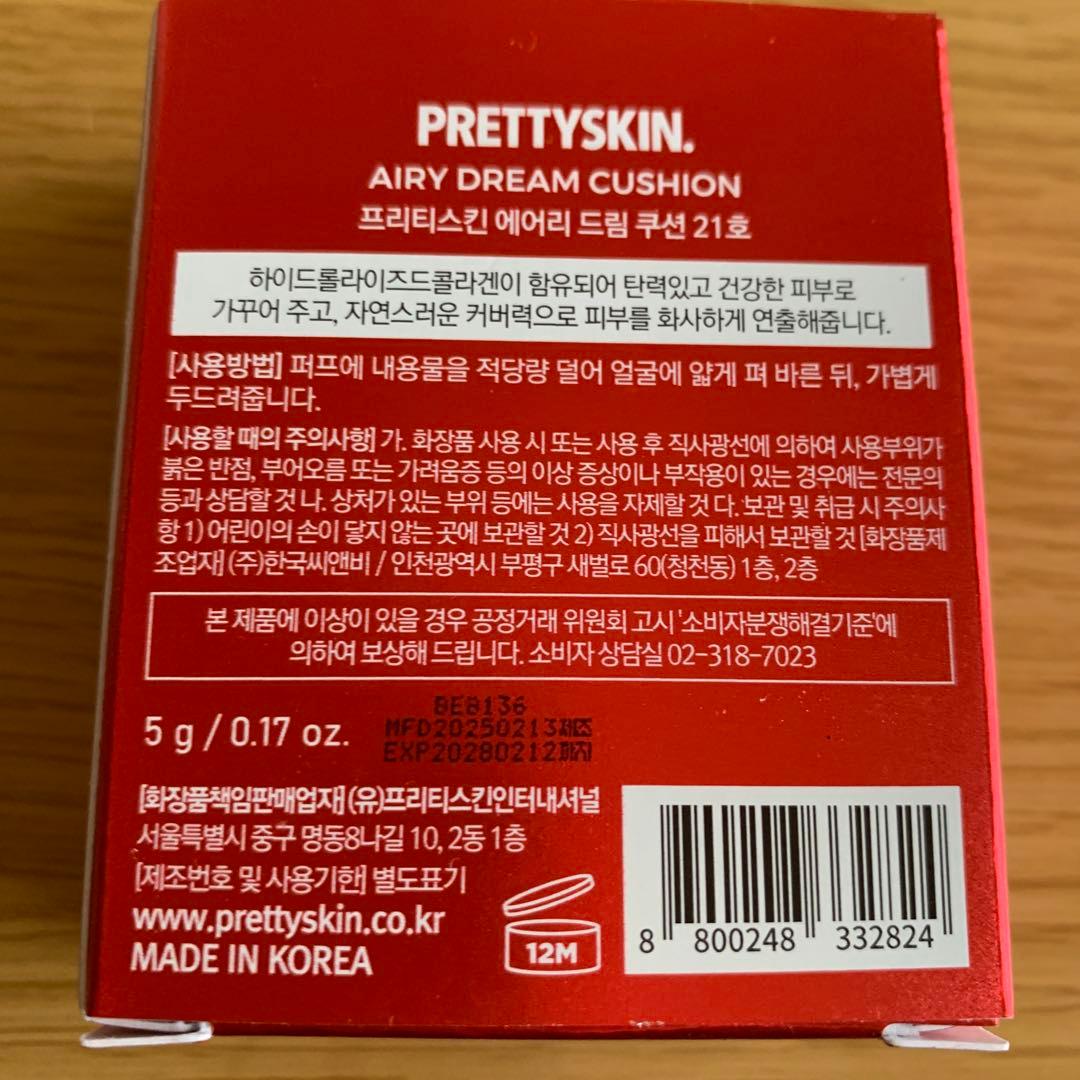 PRETTYSKIN.
AIRY DREAM CUSHION
프리티스킨 에어리 드림 쿠션 21호
하이드롤라이즈드콜라겐이 함유되어 탄력있고 건강한 피부로
가꾸어 주고, 자연스러운 커버력으로 피부를 화사하게 연출해줍니다.
[사용방법] 퍼프에 내용물을 적당량 덜어 얼굴에 얇게 펴 바른 뒤, 가볍게
두드려줍니다.
[사용할 때의 주의사항] 가. 화장품 사용 시 또는 사용 후 직사광선에 의하여 사용부위가
붉은 반점, 부어오름 또는 가려움증 등의 이상 증상이나 부작용이 있는 경우에는 전문의
등과 상담할 것 나. 상처가 있는 부위 등에는 사용을 자제할 것 다. 보관 및 취급 시 주의사
항 1) 어린이의 손이 닿지 않는 곳에 보관할 것 2) 직사광선을 피해서 보관할 것 [화장품제
조업자] (주)한국씨앤비 / 인천광역시 부평구 새벌로 60(청천동) 1층, 2층
본 제품에 이상이 있을 경우 공정거래 위원회 고시 '소비자분쟁해결기준'에
의하여 보상해 드립니다. 소비자 상담실 02-318-7023
5 g / 0.17 oz.
BEB136
MFD20250213제조
EXP20280212까지
[화장품책임판매업자] (유)프리티스킨인터내셔널
서울특별시 중구 명동8나길 10, 2동 1층
[제조번호 및 사용기한] 별도표기
www.prettyskin.co.kr
MADE IN KOREA
12M
8 800248 332824